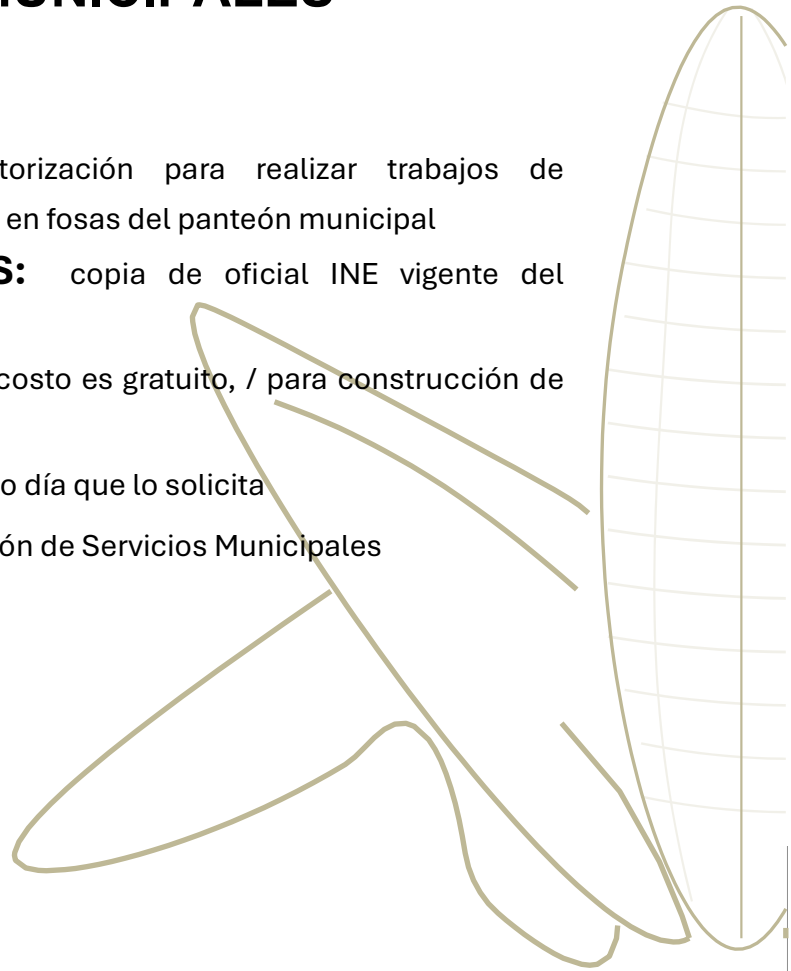 MUNICIPALES
torización para realizar trabajos de
en fosas del panteón municipal
S: copia de oficial INE vigente del
costo es gratuito, / para construcción de
o día que lo solicita
ón de Servicios Municipales